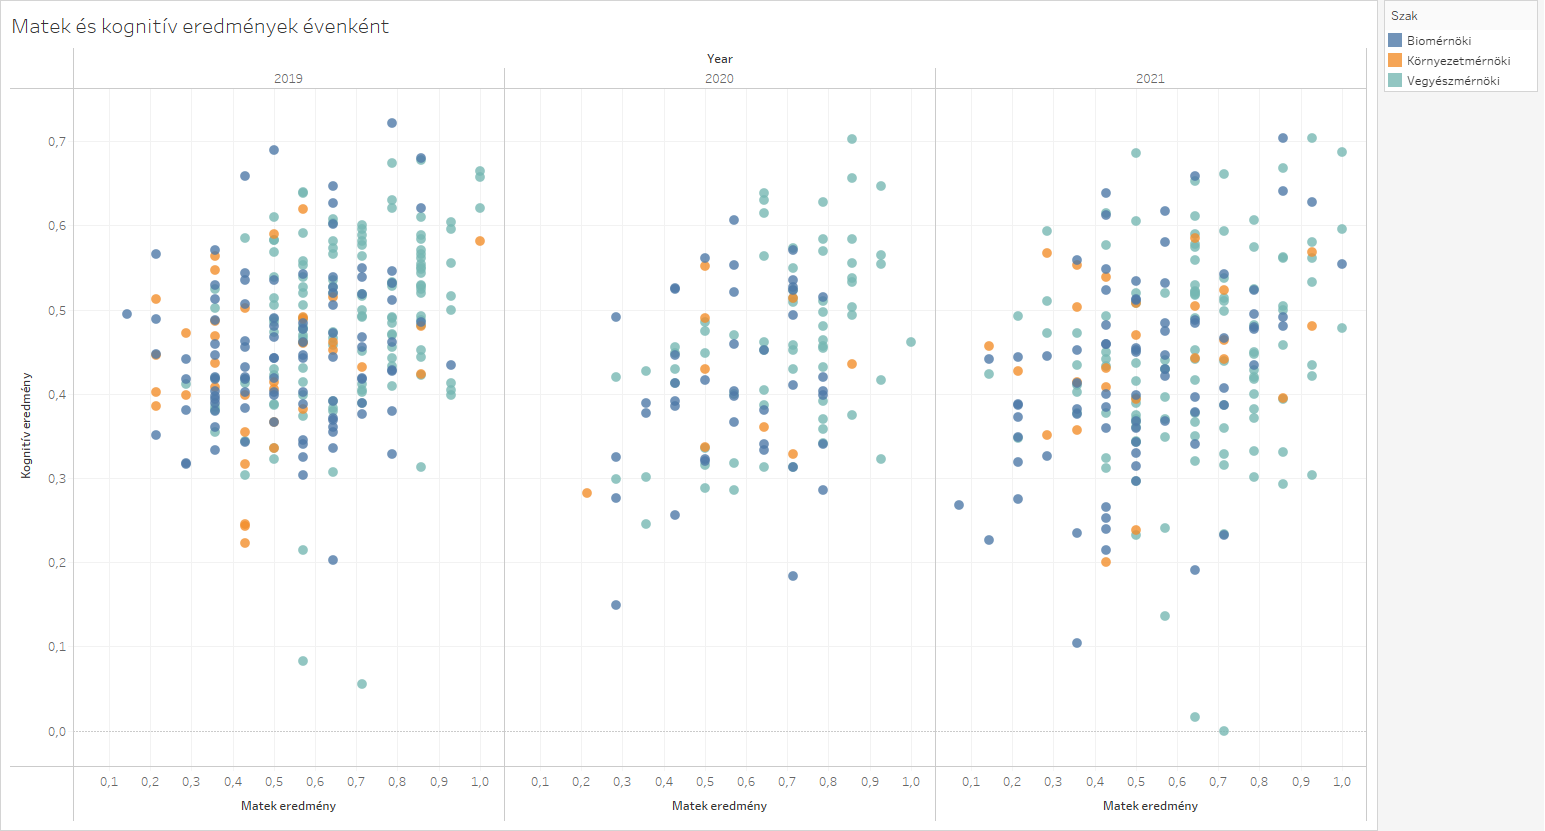 Matek és kognitív eredmények évenként
Year
2019 2020 2021
Kognitív eredmény
0,7
0,6
0,5
0,4
0,3
0,2
0,1
0,0
0,1 0,2 0,3 0,4 0,5 0,6 0,7 0,8 0,9 1,0 0,1 0,2 0,3 0,4 0,5 0,6 0,7 0,8 0,9 1,0 0,1 0,2 0,3 0,4 0,5 0,6 0,7 0,8 0,9 1,0
Matek eredmény Matek eredmény Matek eredmény
Szak
Biomérnöki
Környezetmérnöki
Vegyészmérnöki